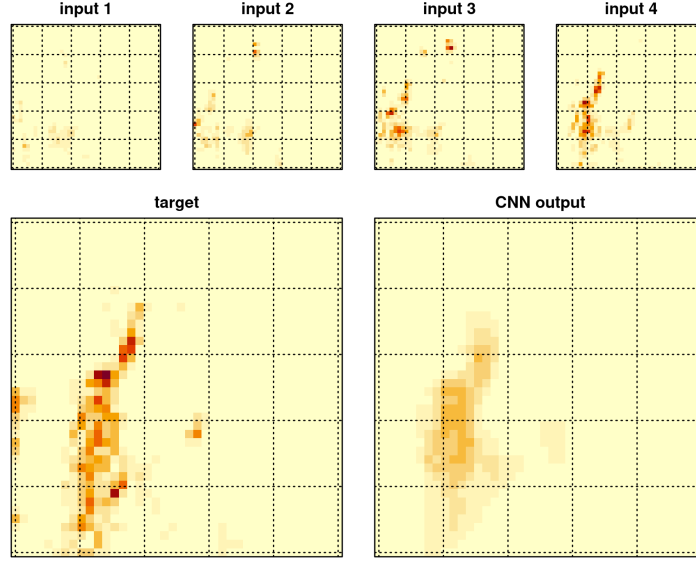 input 1
input 2
input 3
input 4
target
CNN output